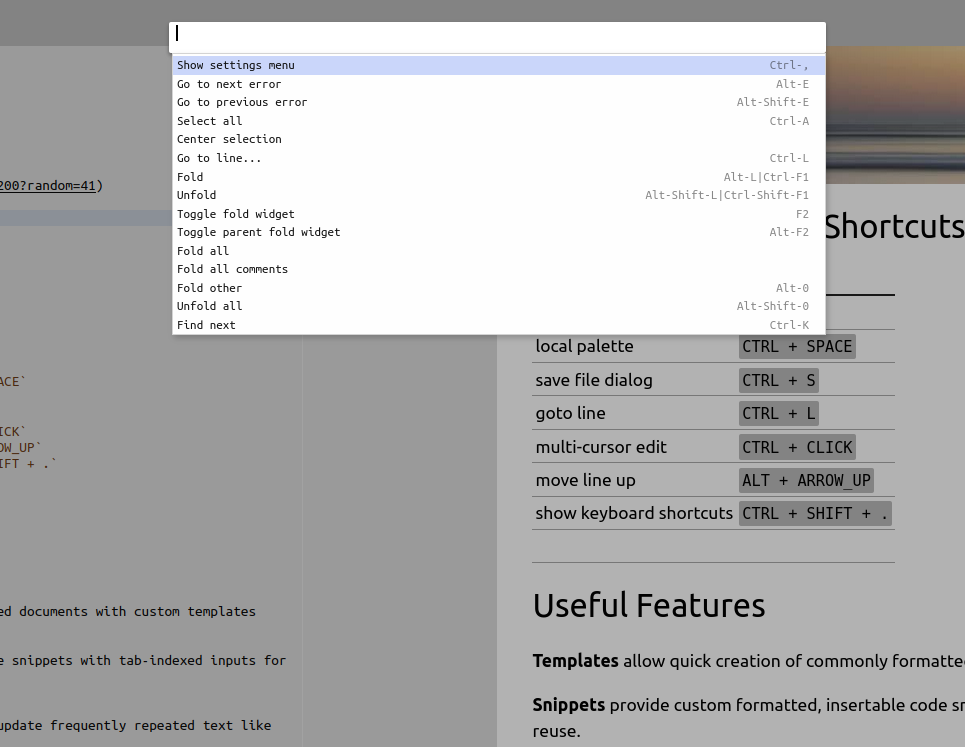 Show settings menu Ctrl-,
Go to next error Alt-E
Go to previous error Alt-Shift-E
Select all Ctrl-A
Center selection
Go to line... Ctrl-L
Fold Alt-L|Ctrl-F1
Unfold Alt-Shift-L|Ctrl-Shift-F1
Toggle fold widget F2
Toggle parent fold widget Alt-F2
Fold all
Fold all comments
Fold other Alt-0
Unfold all Alt-Shift-0
Find next Ctrl-K
200?random=41)
ACE`
ICK`
OW_UP`
IFT + .`
ed documents with custom templates
e snippets with tab-indexed inputs for
update frequently repeated text like
Shortcuts
local palette CTRL + SPACE
save file dialog CTRL + S
goto line CTRL + L
multi-cursor edit CTRL + CLICK
move line up ALT + ARROW_UP
show keyboard shortcuts CTRL + SHIFT + .
Useful Features
Templates allow quick creation of commonly formatte
Snippets provide custom formatted, insertable code sn
reuse.